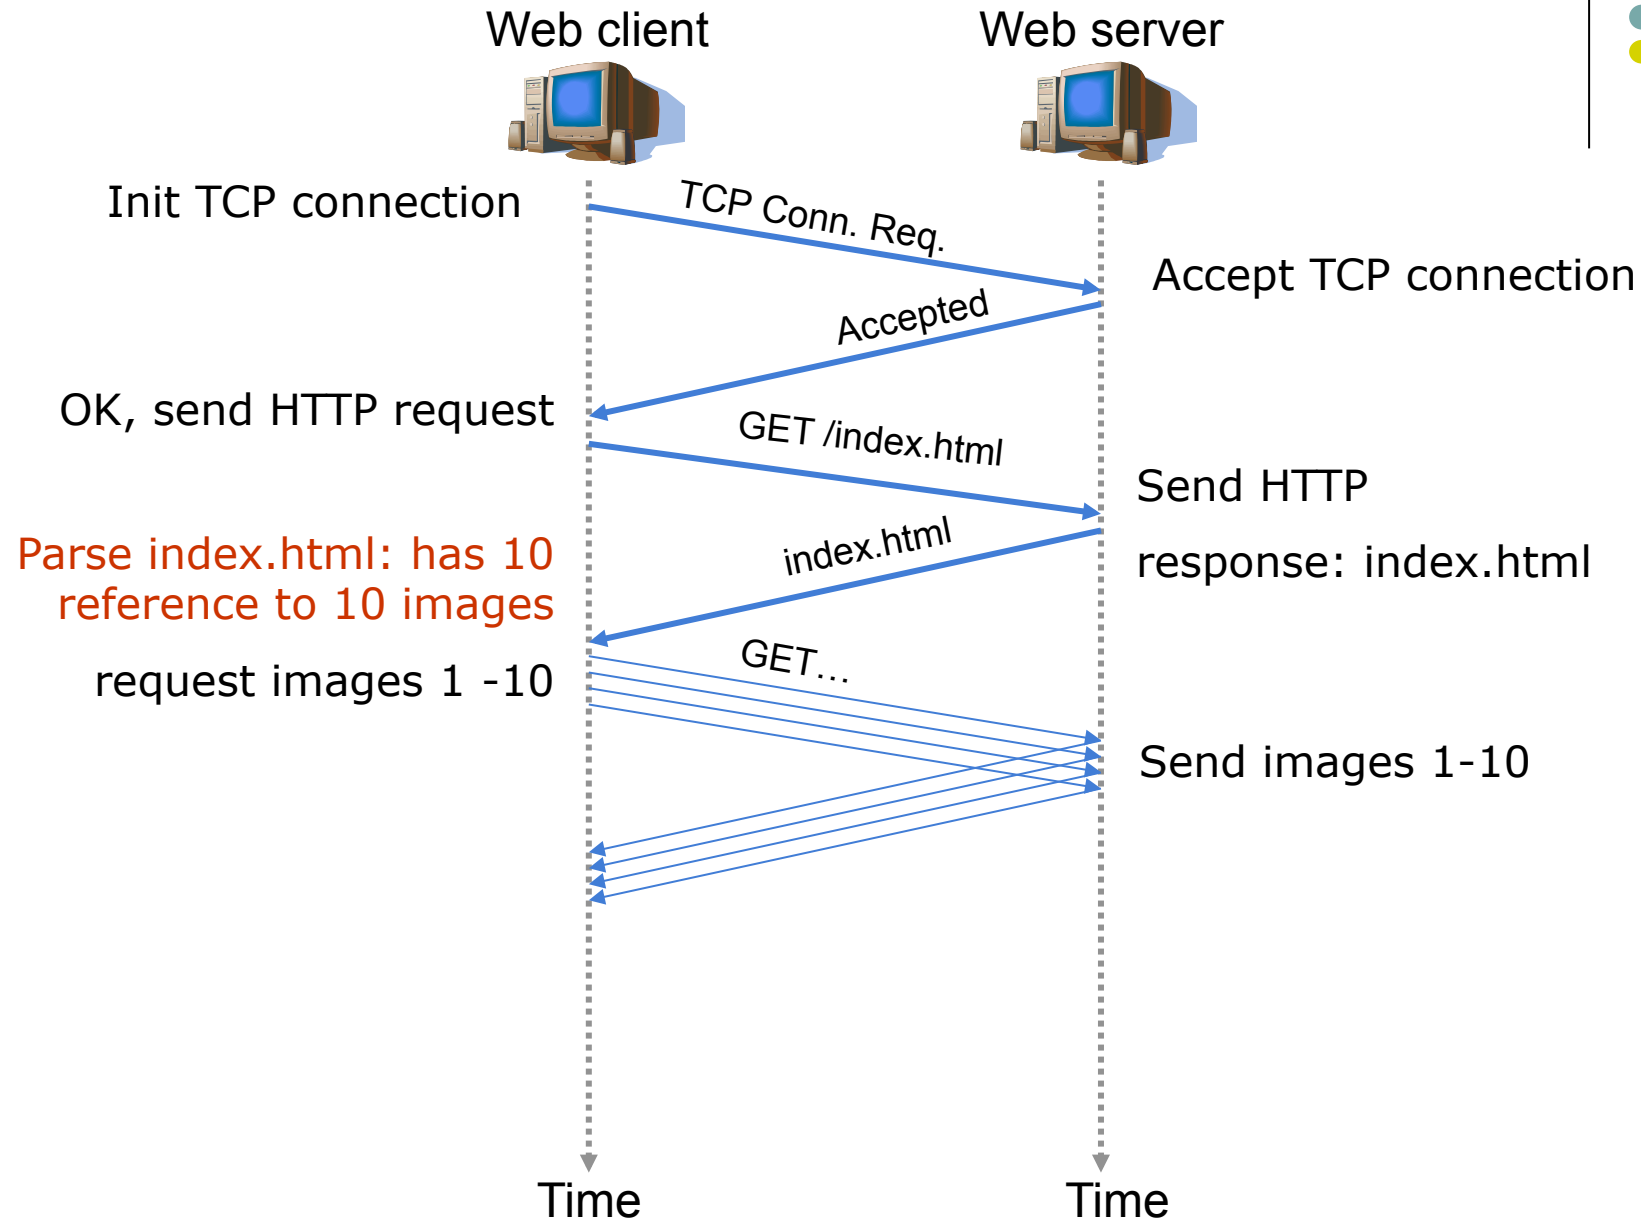 Web client
Web server
Init TCP connection
TCP Conn. Req.
Accept TCP connection
Accepted
OK, send HTTP request
GET /index.html
Send HTTP
response: index.html
index.html
Parse index.html: has 10
reference to 10 images
request images 1 -10
GET…
Send images 1-10
Time
Time